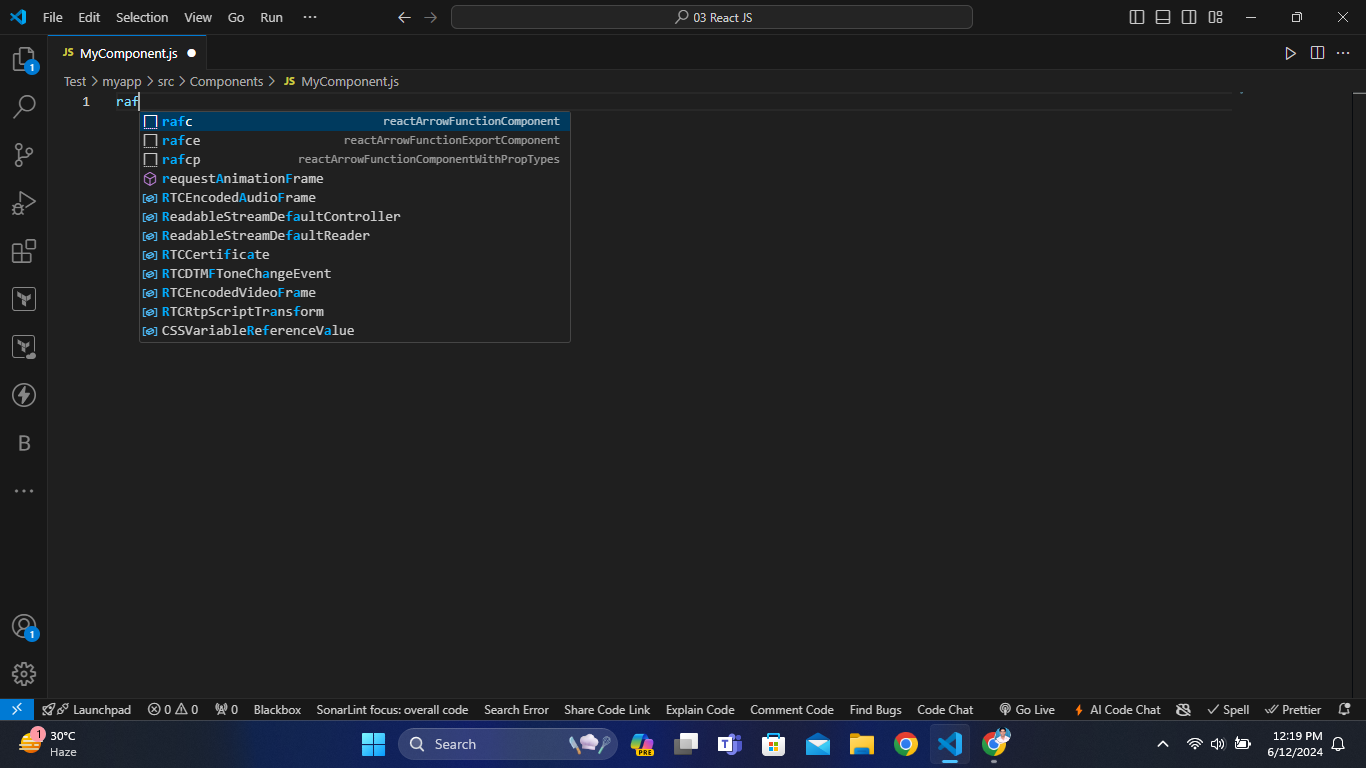 File Edit Selection View Go Run ···
03 React JS
JS MyComponent.js
Test > myapp > src > Components > JS MyComponent.js
1 raf
rafc reactArrowFunctionComponent
rafce reactArrowFunctionExportComponent
rafcp reactArrowFunctionComponentWithPropTypes
requestAnimationFrame
RTCEncodedAudioFrame
ReadableStreamDefaultController
ReadableStreamDefaultReader
RTCCertificate
RTCDTMFToneChangeEvent
RTCEncodedVideoFrame
RTCRtpScriptTransform
CSSVariableReferenceValue
1
B
1
Launchpad 0 0 0 Blackbox SonarLint focus: overall code Search Error Share Code Link Explain Code Comment Code Find Bugs Code Chat Go Live AI Code Chat Spell Prettier
1 30°C
Haze
Search
PRE
12:19 PM
6/12/2024